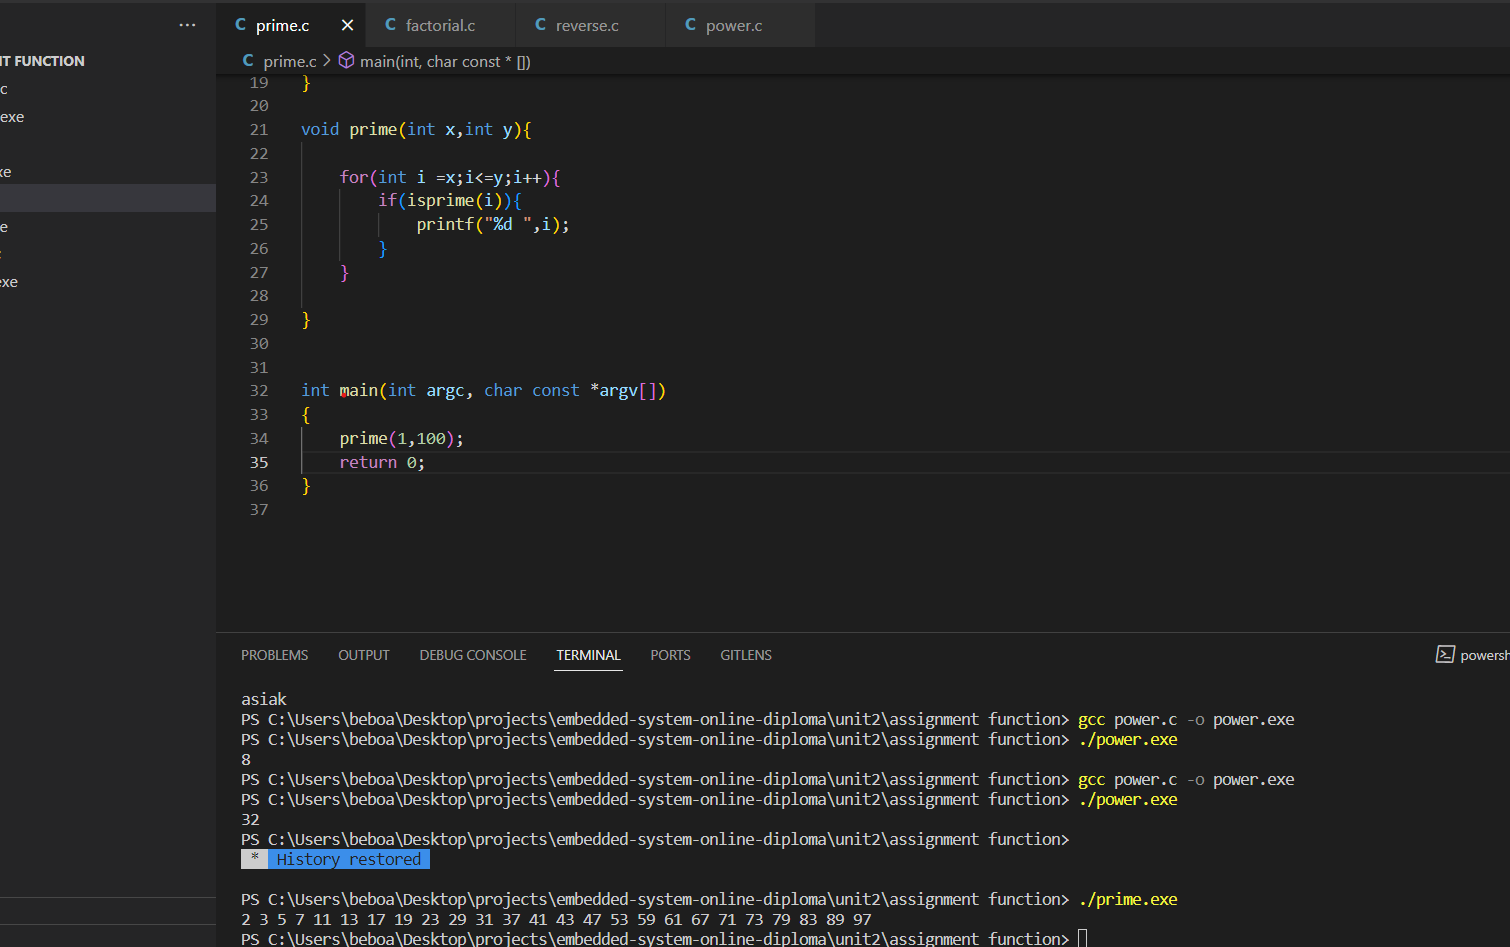 ···
T FUNCTION
c
exe
xe
e
exe
C prime.c × C factorial.c C reverse.c C power.c
C prime.c > main(int, char const * [])
19 }
20
21 void prime(int x,int y){
22
23 for(int i =x;i<=y;i++){
24 if(isprime(i)){
25 printf("%d ",i);
26 }
27 }
28
29 }
30
31
32 int main(int argc, char const *argv[])
33 {
34 prime(1,100);
35 return 0;
36 }
37
PROBLEMS OUTPUT DEBUG CONSOLE TERMINAL PORTS GITLENS powersh
asiak
PS C:\Users\beboa\Desktop\projects\embedded-system-online-diploma\unit2\assignment function> gcc power.c -o power.exe
PS C:\Users\beboa\Desktop\projects\embedded-system-online-diploma\unit2\assignment function> ./power.exe
8
PS C:\Users\beboa\Desktop\projects\embedded-system-online-diploma\unit2\assignment function> gcc power.c -o power.exe
PS C:\Users\beboa\Desktop\projects\embedded-system-online-diploma\unit2\assignment function> ./power.exe
32
PS C:\Users\beboa\Desktop\projects\embedded-system-online-diploma\unit2\assignment function>
* History restored
PS C:\Users\beboa\Desktop\projects\embedded-system-online-diploma\unit2\assignment function> ./prime.exe
2 3 5 7 11 13 17 19 23 29 31 37 41 43 47 53 59 61 67 71 73 79 83 89 97
PS C:\Users\beboa\Desktop\projects\embedded-system-online-diploma\unit2\assignment function>